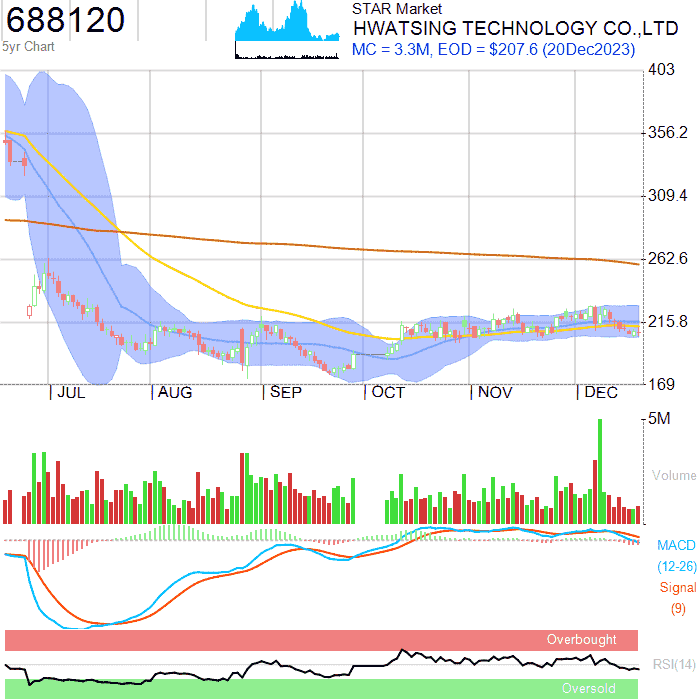 688120
5yr Chart
STAR Market
HWATSING TECHNOLOGY CO.,LTD
MC = 3.3M, EOD = $207.6 (20Dec2023)
403
356.2
309.4
262.6
215.8
169
JUL AUG SEP OCT NOV DEC
5M
Volume
MACD
(12-26)
Signal
(9)
Overbought
RSI(14)
Oversold